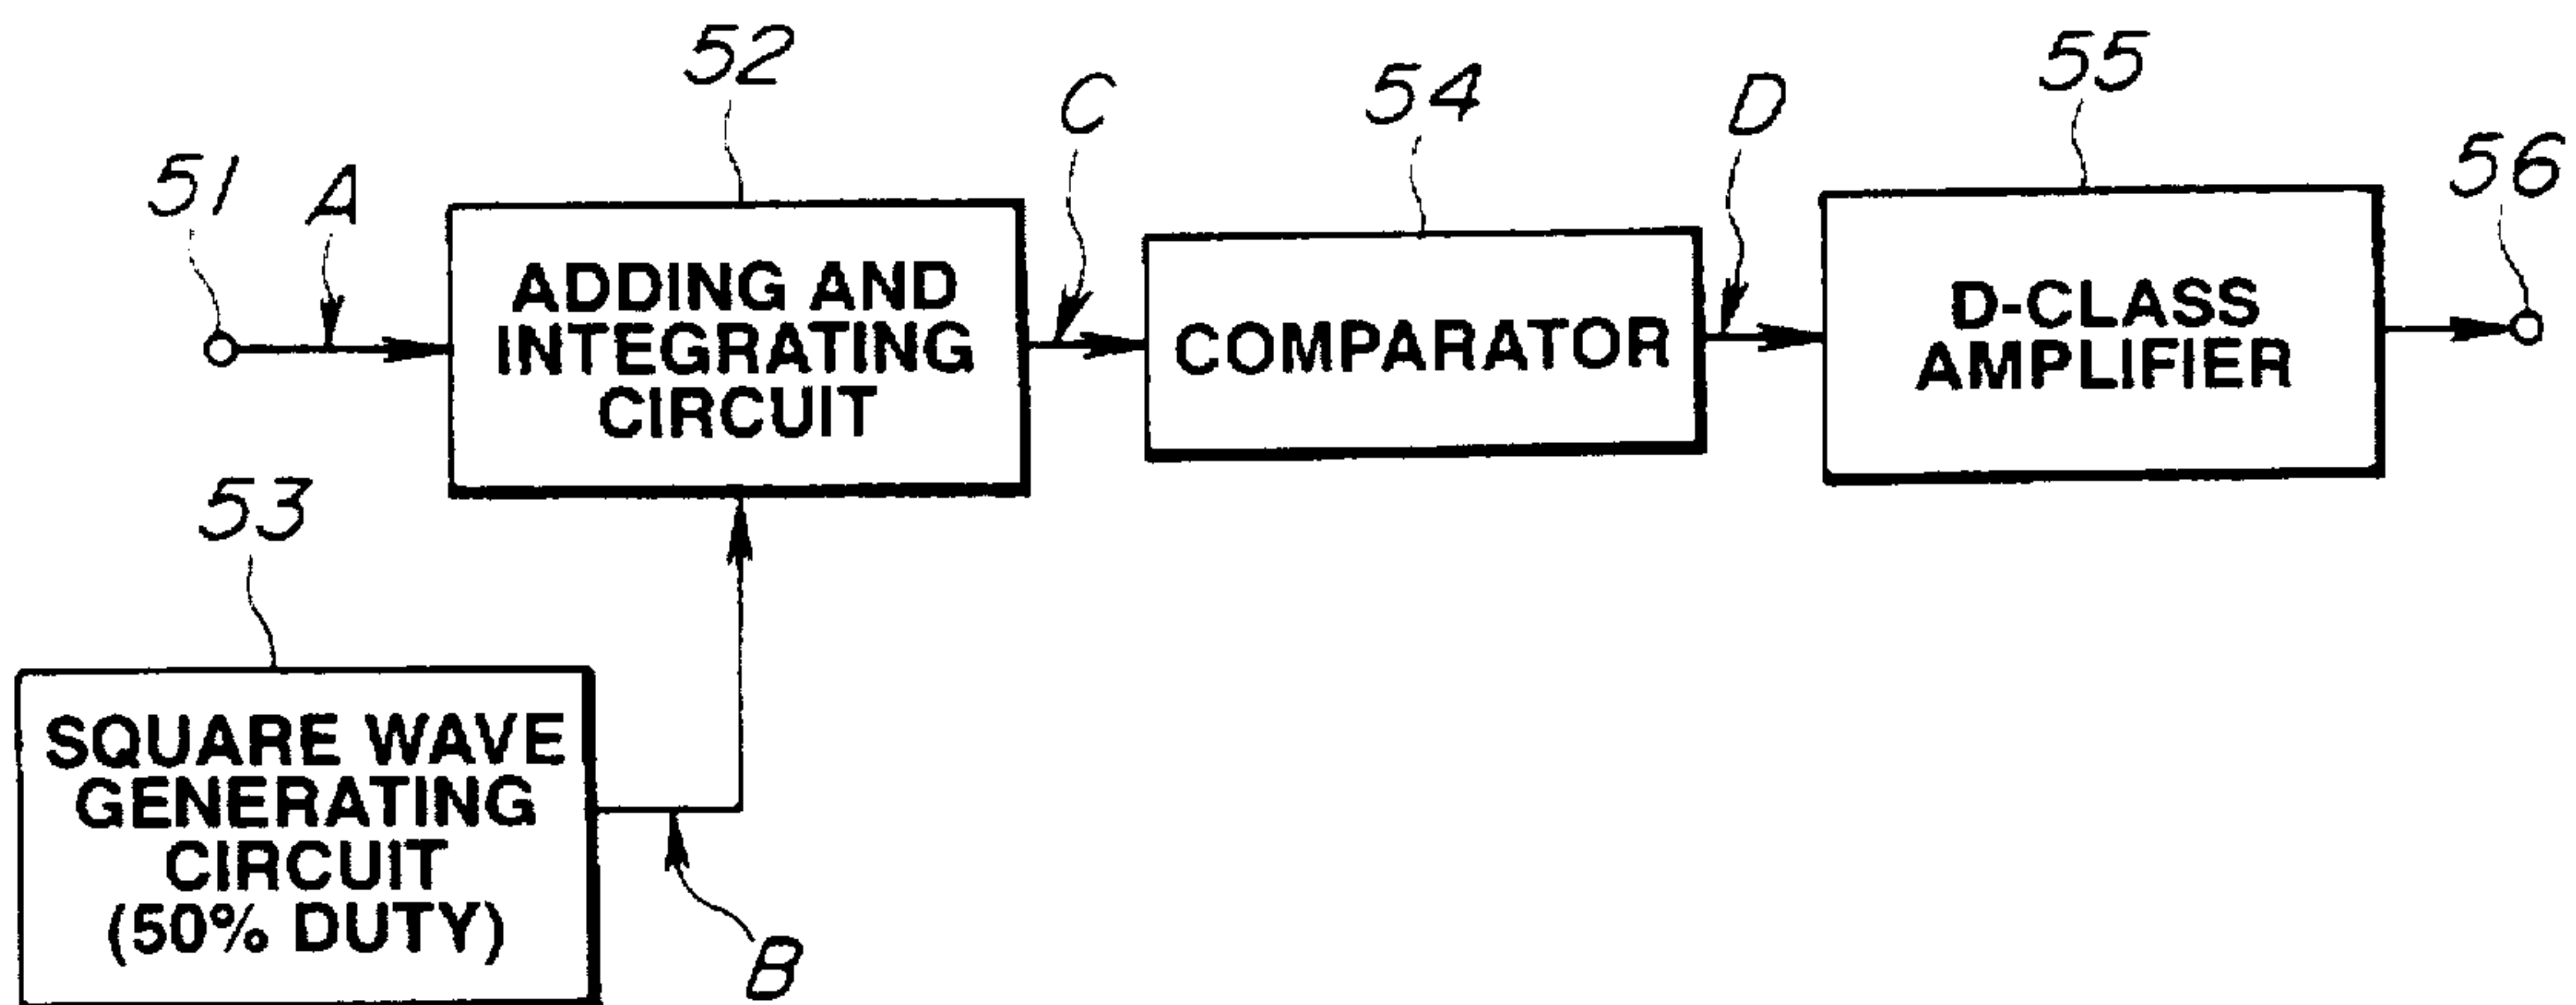 51
A
52
C
54
D
55
56
ADDING AND
INTEGRATING
CIRCUIT
COMPARATOR
D-CLASS
AMPLIFIER
53
SQUARE WAVE
GENERATING
CIRCUIT
(50% DUTY)
B